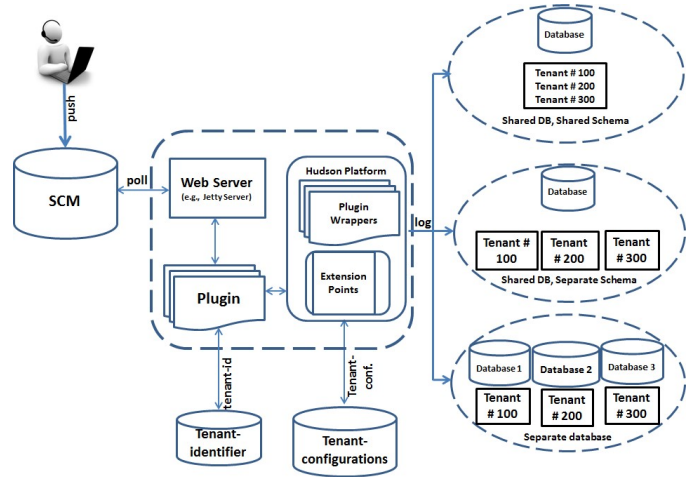 push
SCM
poll
Web Server
(e.g., Jetty Server)
Plugin
Hudson Platform
Plugin
Wrappers
Extension
Points
tenant-id
Tenant-
conf.
Tenant-
identifier
Tenant-
configurations
log
Database
Tenant # 100
Tenant # 200
Tenant # 300
Shared DB, Shared Schema
Database
Tenant #
100
Tenant
# 200
Tenant
# 300
Shared DB, Separate Schema
Database 1
Database 2
Database 3
Tenant
# 100
Tenant
# 200
Tenant
# 300
Separate database